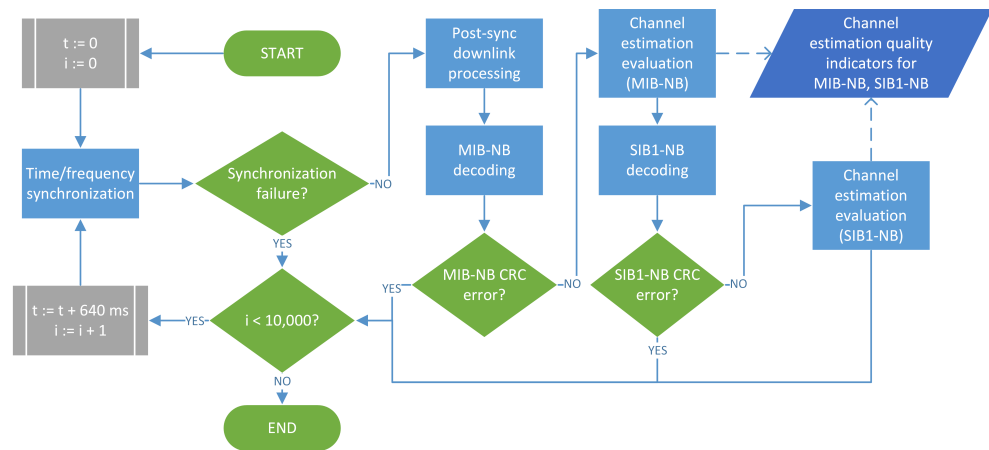 t := 0
i := 0
START
Post-sync
downlink
processing
Channel
estimation
evaluation
(MIB-NB)
Channel
estimation quality
indicators for
MIB-NB, SIB1-NB
Time/frequency
synchronization
Synchronization
failure?
NO
MIB-NB
decoding
SIB1-NB
decoding
Channel
estimation
evaluation
(SIB1-NB)
YES
MIB-NB CRC
error?
NO
YES
SIB1-NB CRC
error?
NO
YES
t := t + 640 ms
i := i + 1
YES
i < 10,000?
NO
END